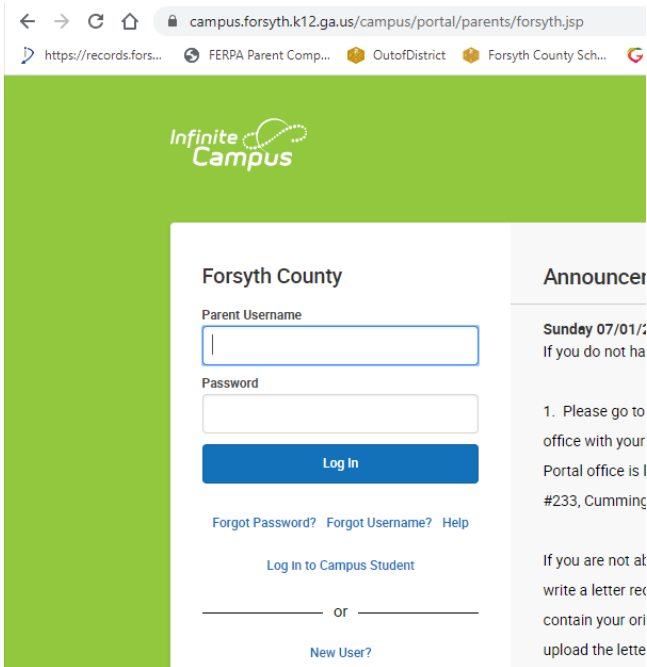 campus.forsyth.k12.ga.us/campus/portal/parents/forsyth.jsp
https://records.fors... FERPA Parent Comp... OutofDistrict Forsyth County Sch...
Infinite
Campus
Forsyth County
Parent Username
Password
Log In
Forgot Password? Forgot Username? Help
Log In to Campus Student
or
New User?
Announcer
Sunday 07/01/2
If you do not ha
1. Please go to
office with your
Portal office is l
#233, Cumming
If you are not ab
write a letter rec
contain your ori
upload the lette